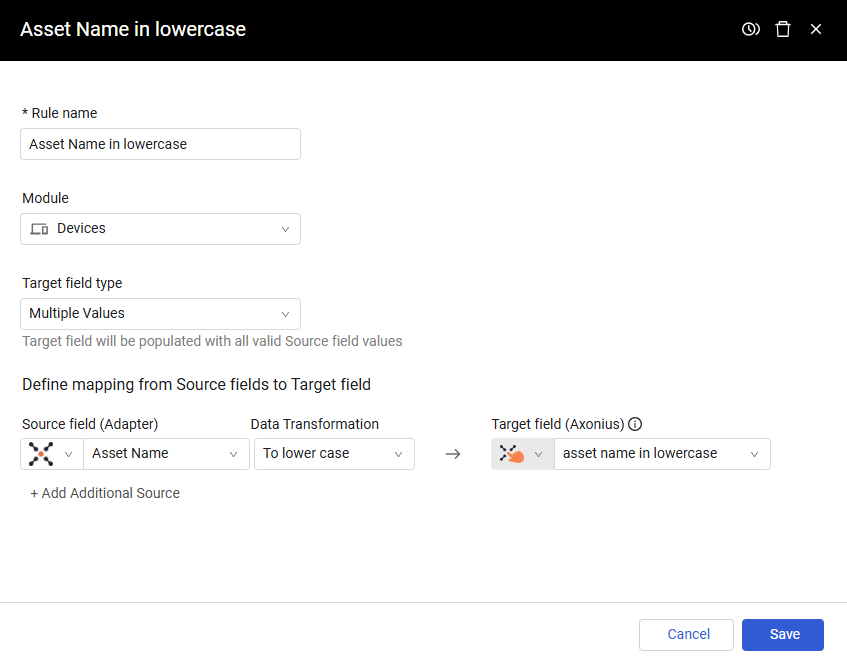 Asset Name in lowercase
* Rule name
Asset Name in lowercase
Module
Devices
Target field type
Multiple Values
Target field will be populated with all valid Source field values
Define mapping from Source fields to Target field
Source field (Adapter) Data Transformation Target field (Axonius)
Asset Name To lower case asset name in lowercase
+ Add Additional Source
Cancel Save